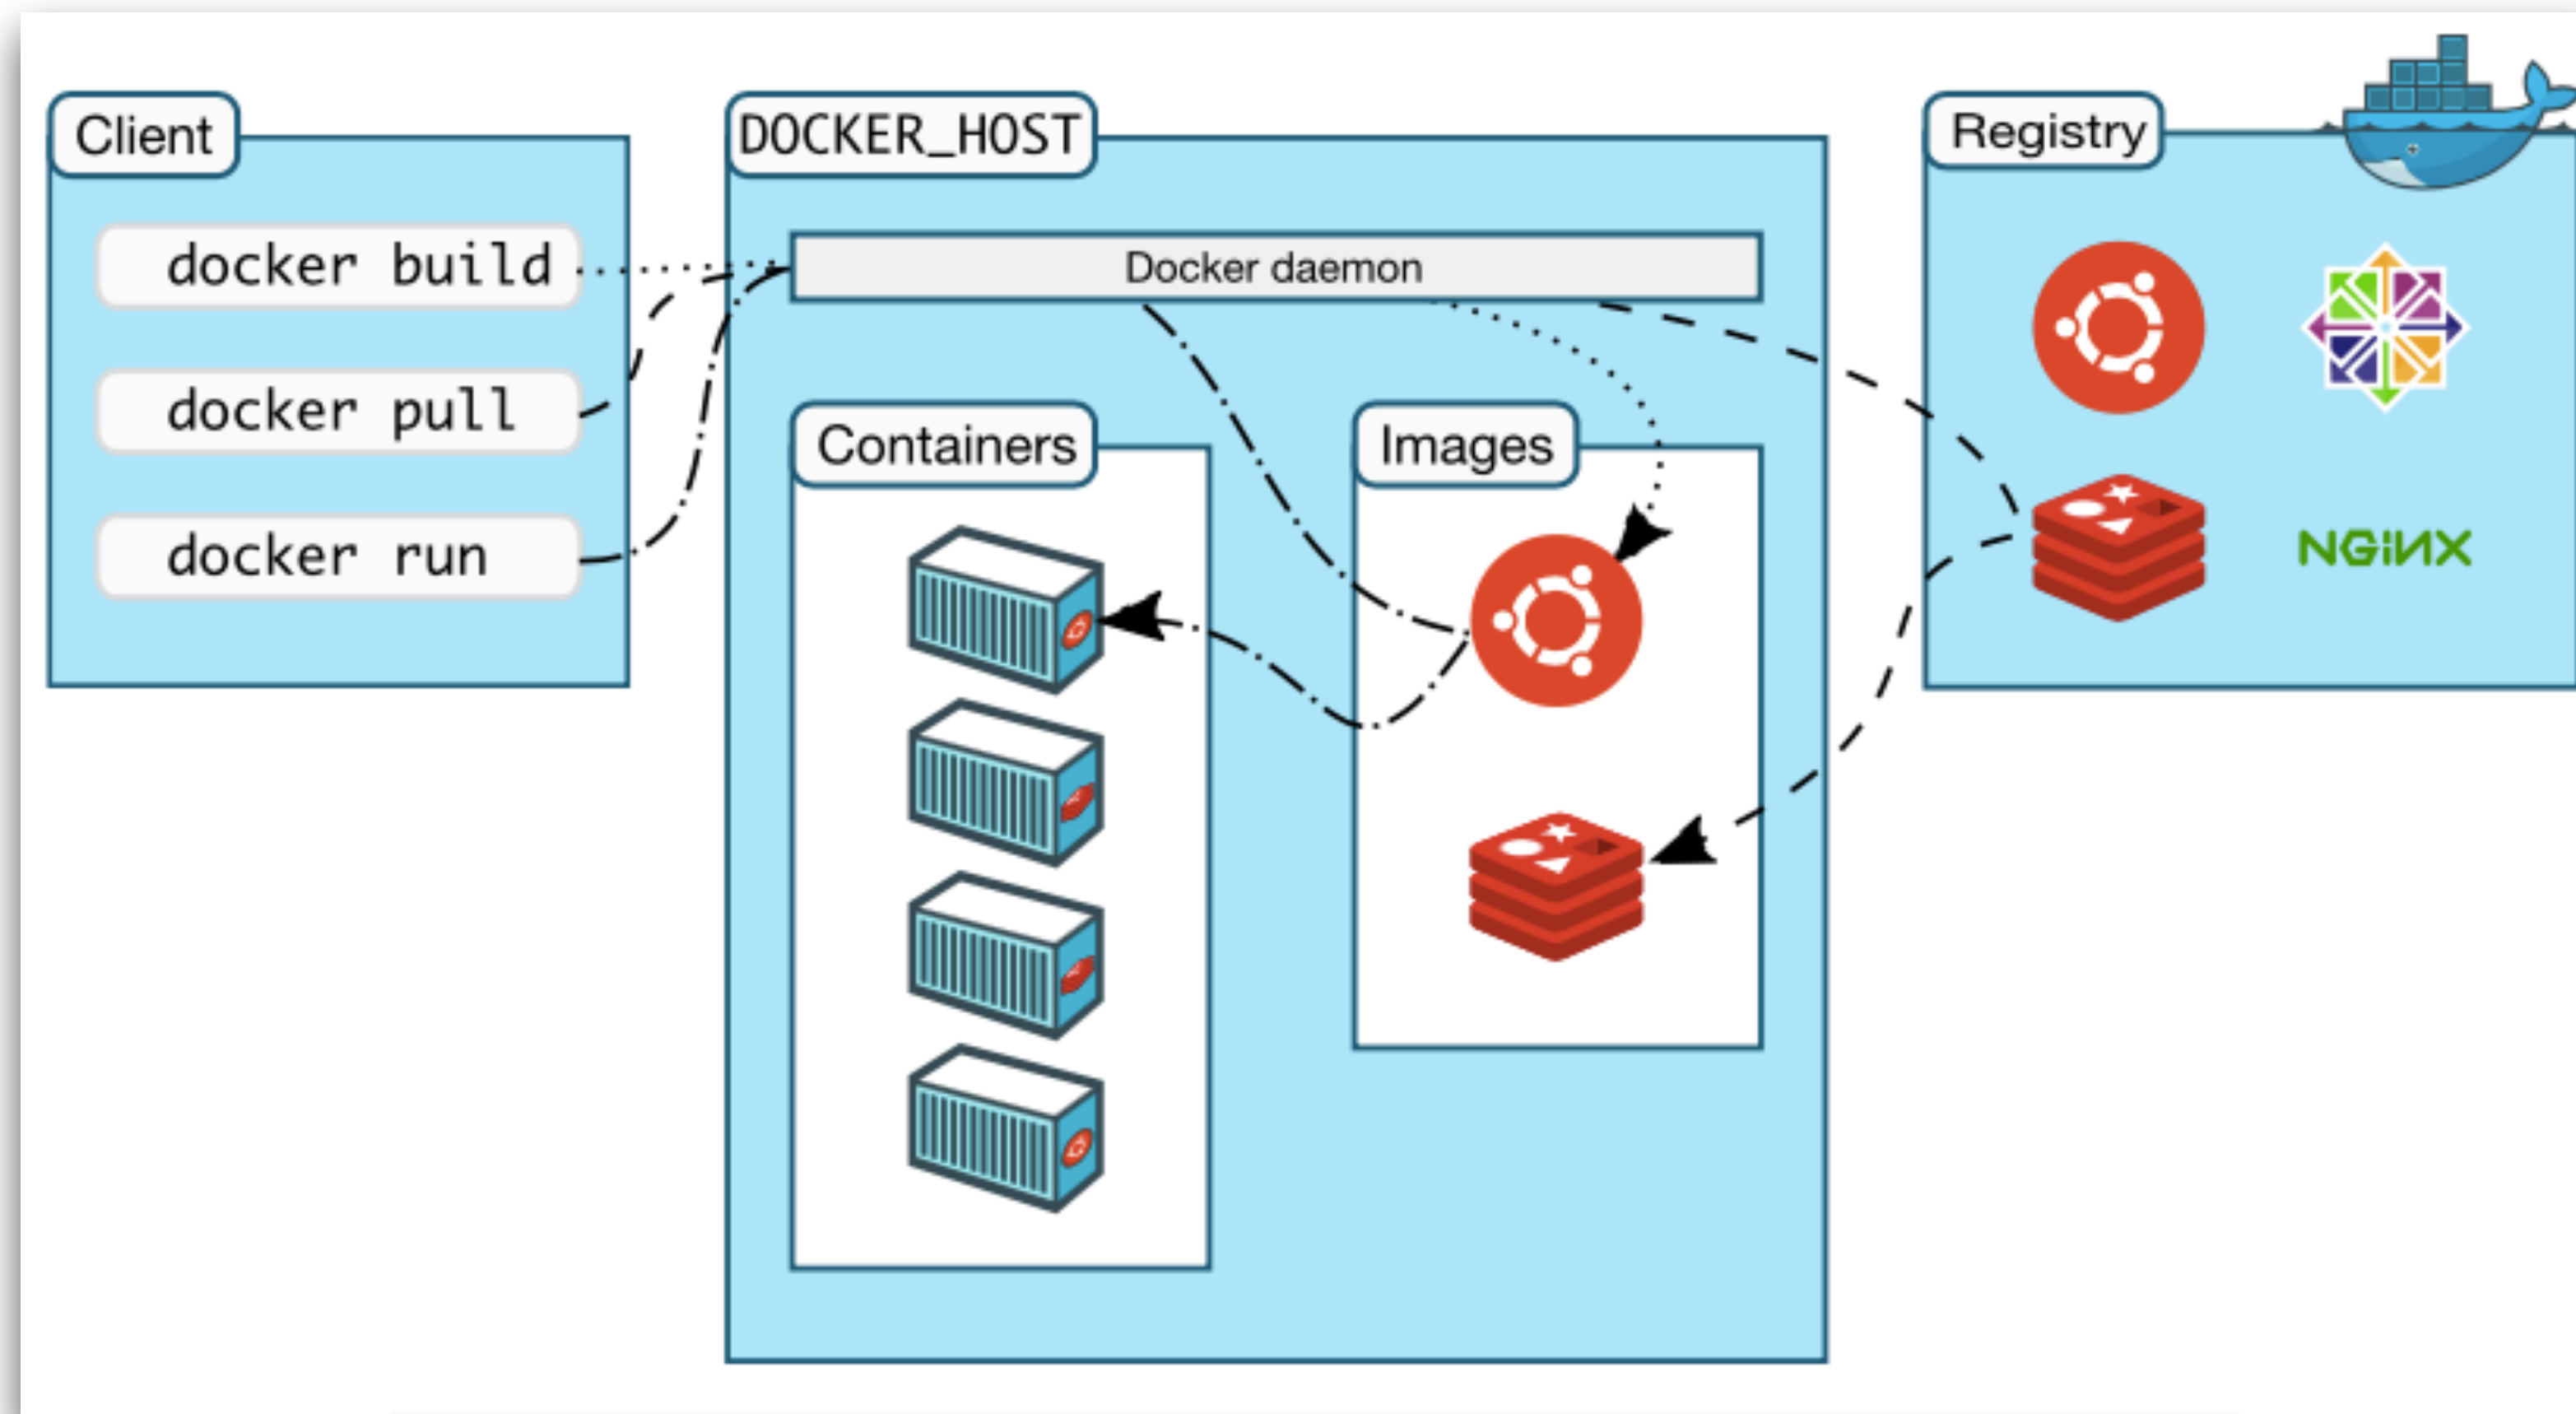 Client
docker build
docker pull
docker run
DOCKER_HOST
Docker daemon
Containers
Images
Registry
NGiNX